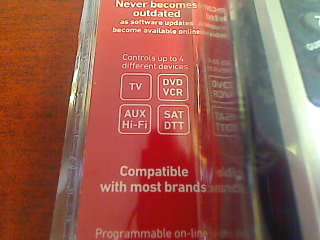 Never becomes
outdated
as software updates
become available online
Controls up to 4
different devices
TV
DVD
VCR
AUX
Hi-Fi
SAT
DTT
Compatible
with most brands
Programmable on-line